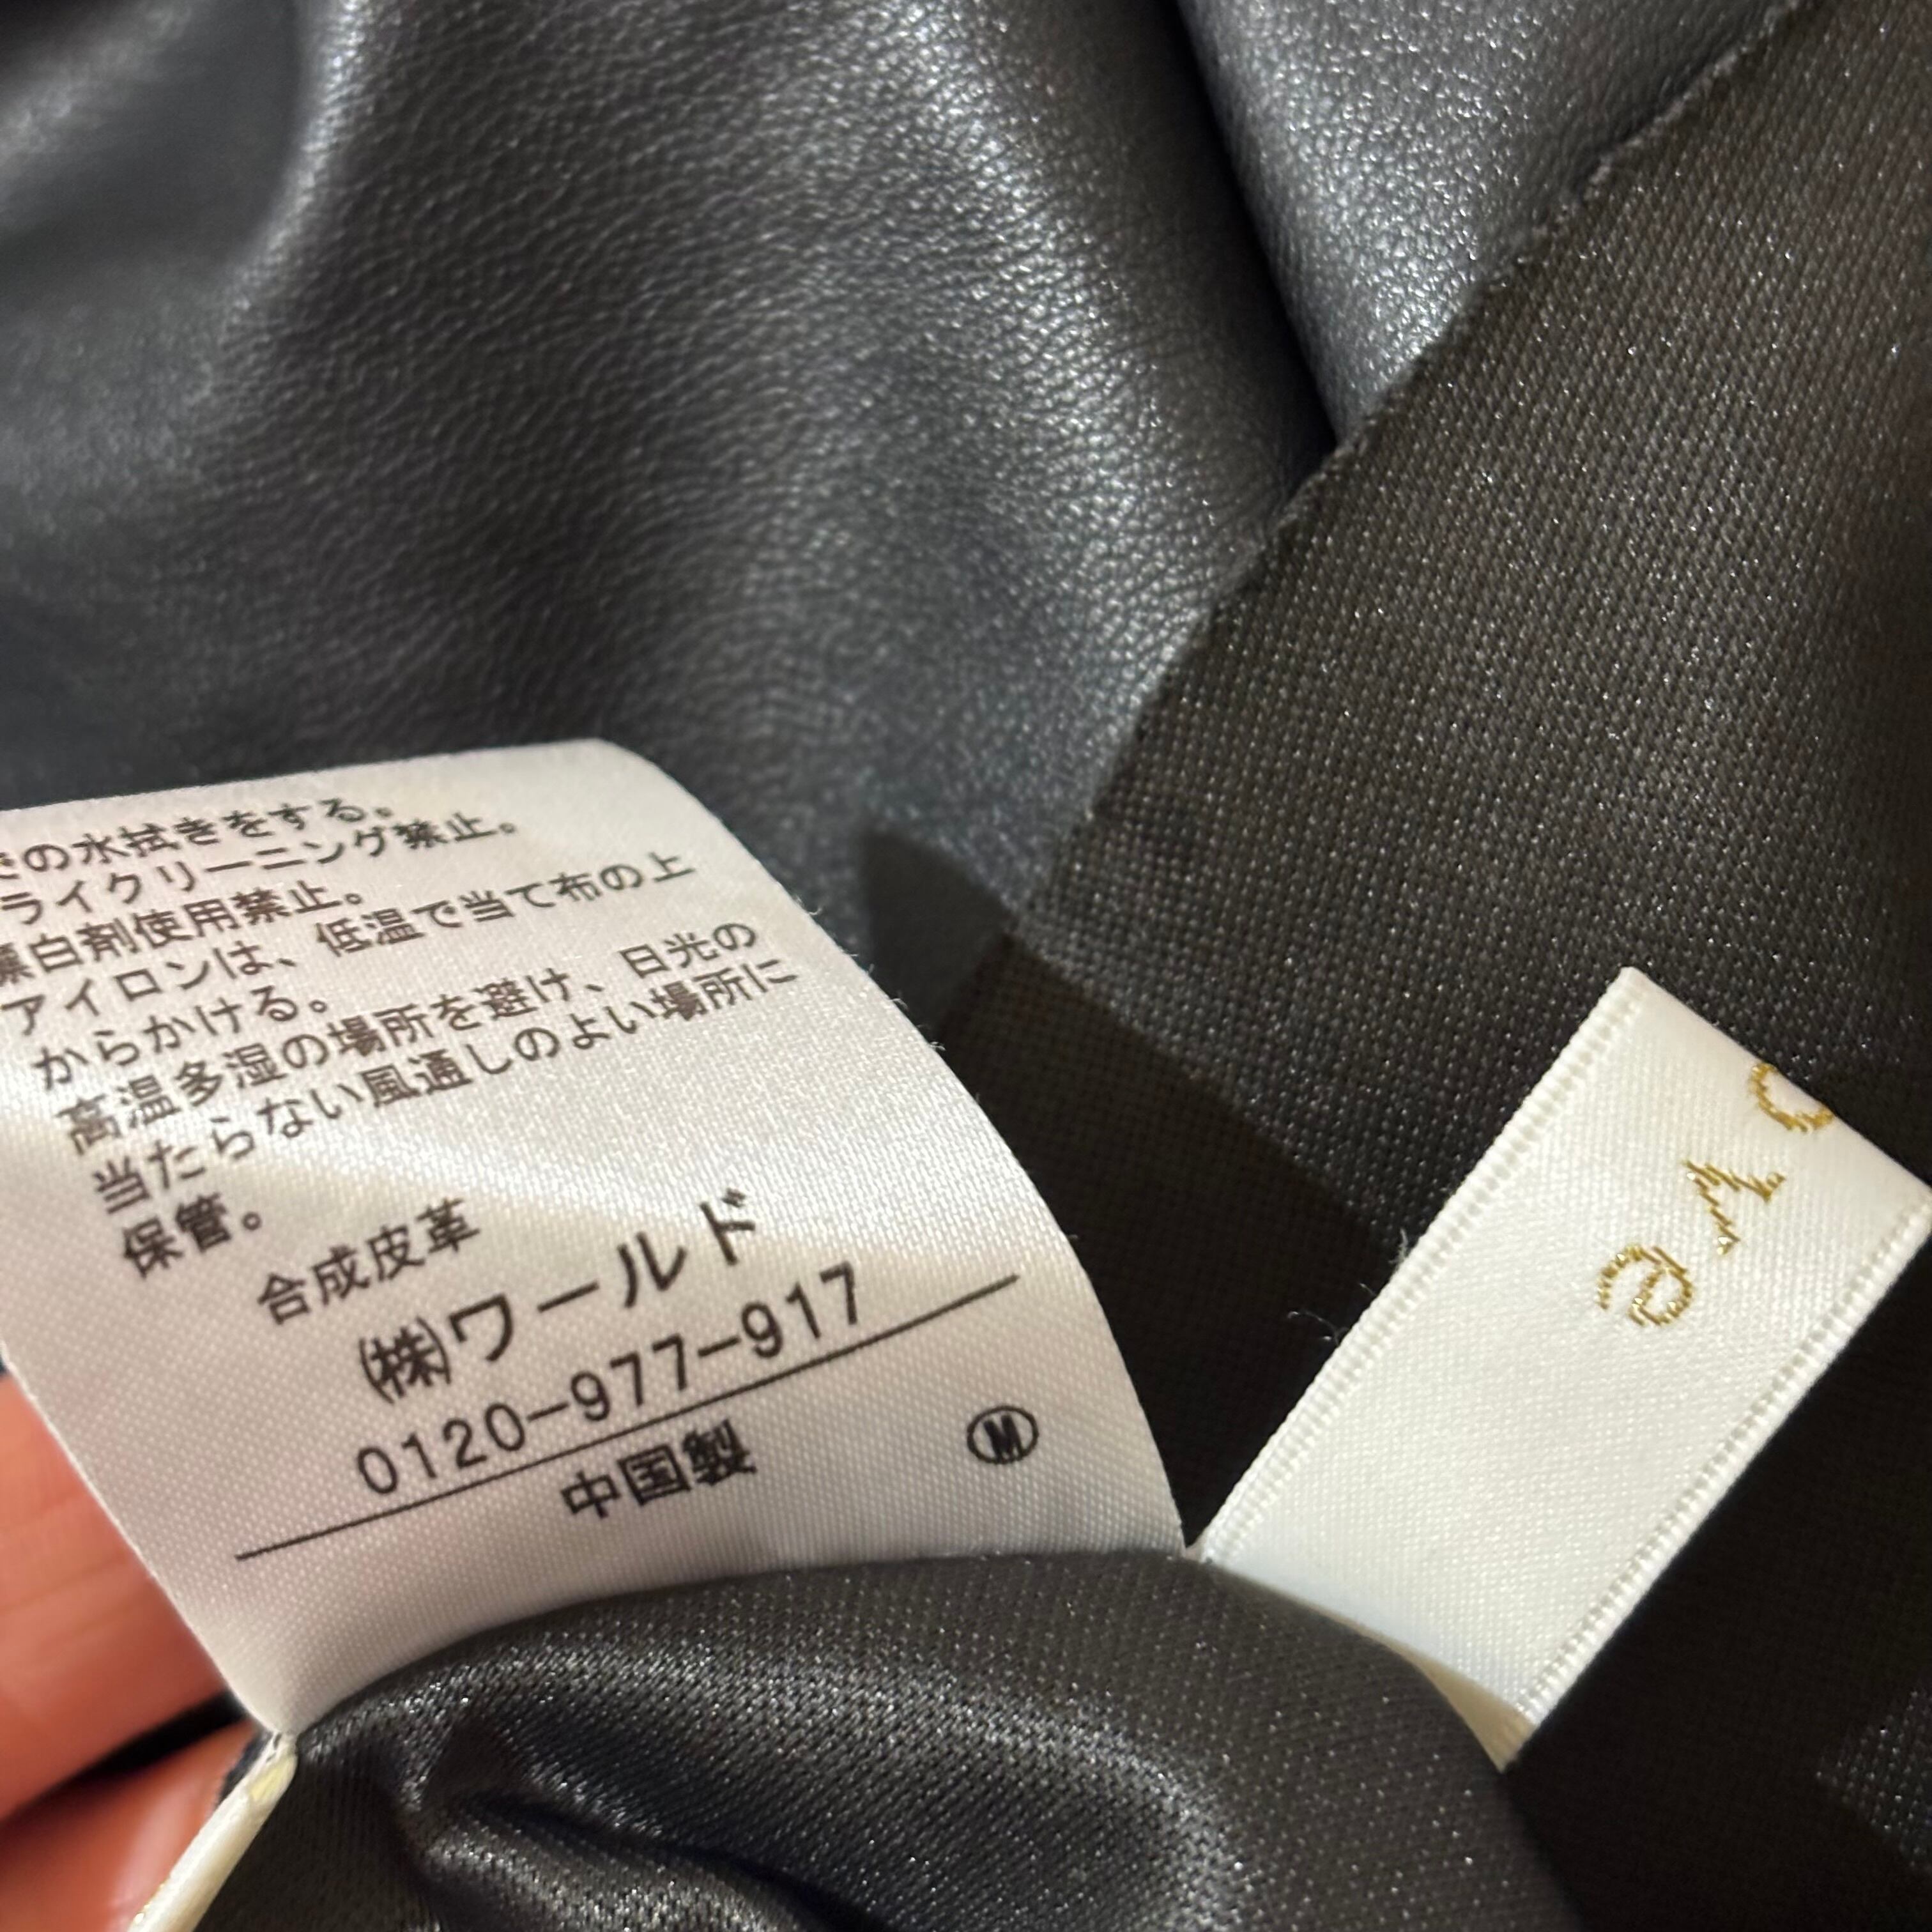 の水拭きをする。
ライクリーニング禁止。
漂白剤使用禁止。
アイロンは、低温で当て布の上
からかける。
高温多湿の場所を避け、日光の
当たらない風通しのよい場所に
保管。
合成皮革
㈱ワールド
0120-977-917
中国製
Ⓜ